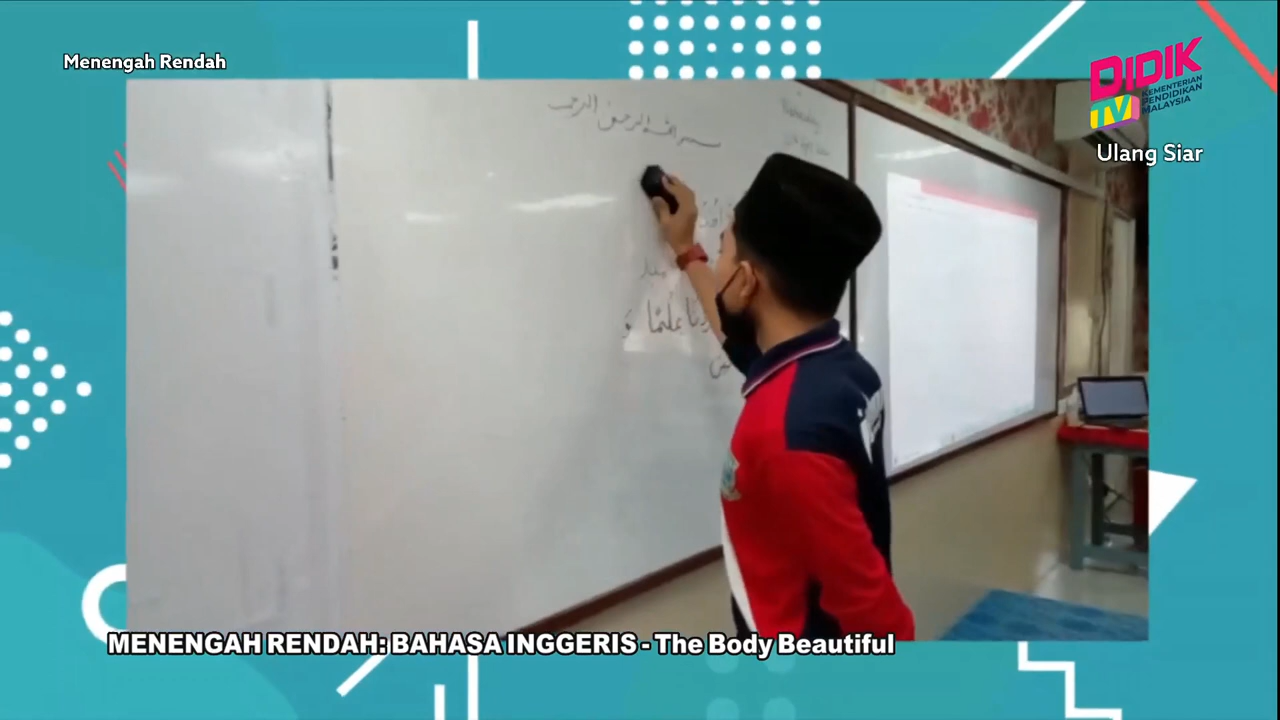 Menengah Rendah
DIDIK
TV
KEMENTERIAN
PENDIDIKAN
MALAYSIA
Ulang Siar
بسم الله الرحمن الرحيم
Wednesday
عِلْمًا وَ
MENENGAH RENDAH: BAHASA INGGERIS - The Body Beautiful